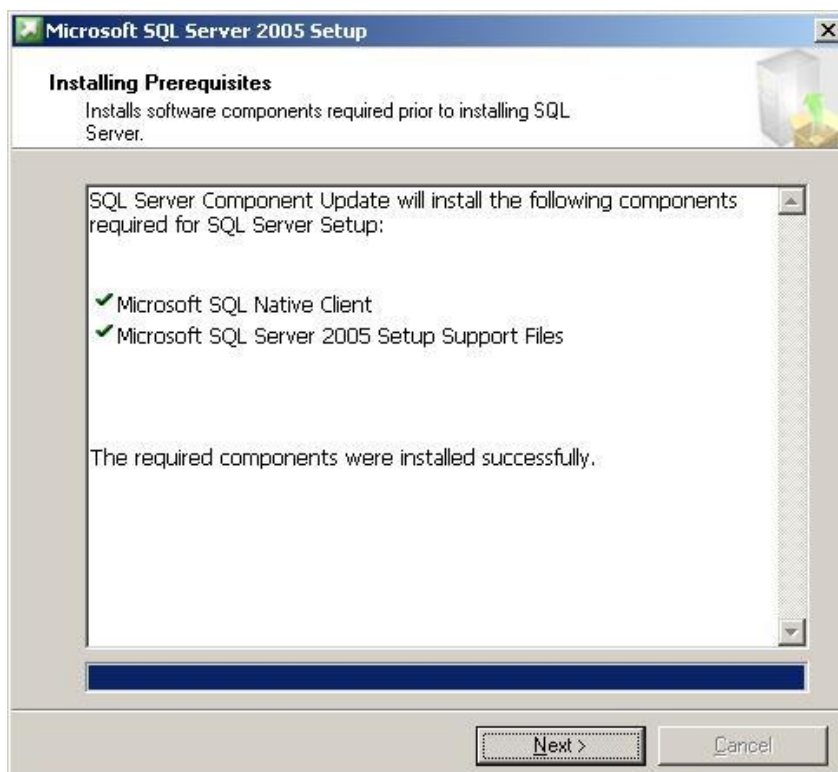 Microsoft SQL Server 2005 Setup
Installing Prerequisites
Installs software components required prior to installing SQL
Server.
SQL Server Component Update will install the following components
required for SQL Server Setup:
Microsoft SQL Native Client
Microsoft SQL Server 2005 Setup Support Files
The required components were installed successfully.
Next >
Cancel